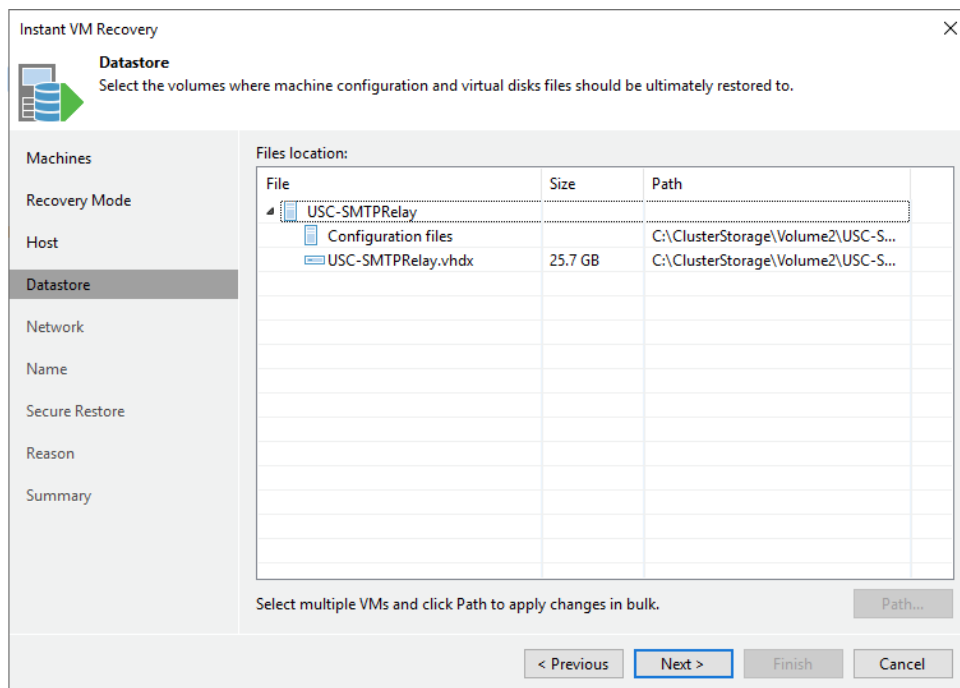 Instant VM Recovery
Datastore
Select the volumes where machine configuration and virtual disks files should be ultimately restored to.
Machines
Recovery Mode
Host
Datastore
Network
Name
Secure Restore
Reason
Summary
Files location:
File Size Path
USC-SMTPRelay
Configuration files C:\ClusterStorage\Volume2\USC-S...
USC-SMTPRelay.vhdx 25.7 GB C:\ClusterStorage\Volume2\USC-S...
Select multiple VMs and click Path to apply changes in bulk.
Path...
< Previous Next > Finish Cancel